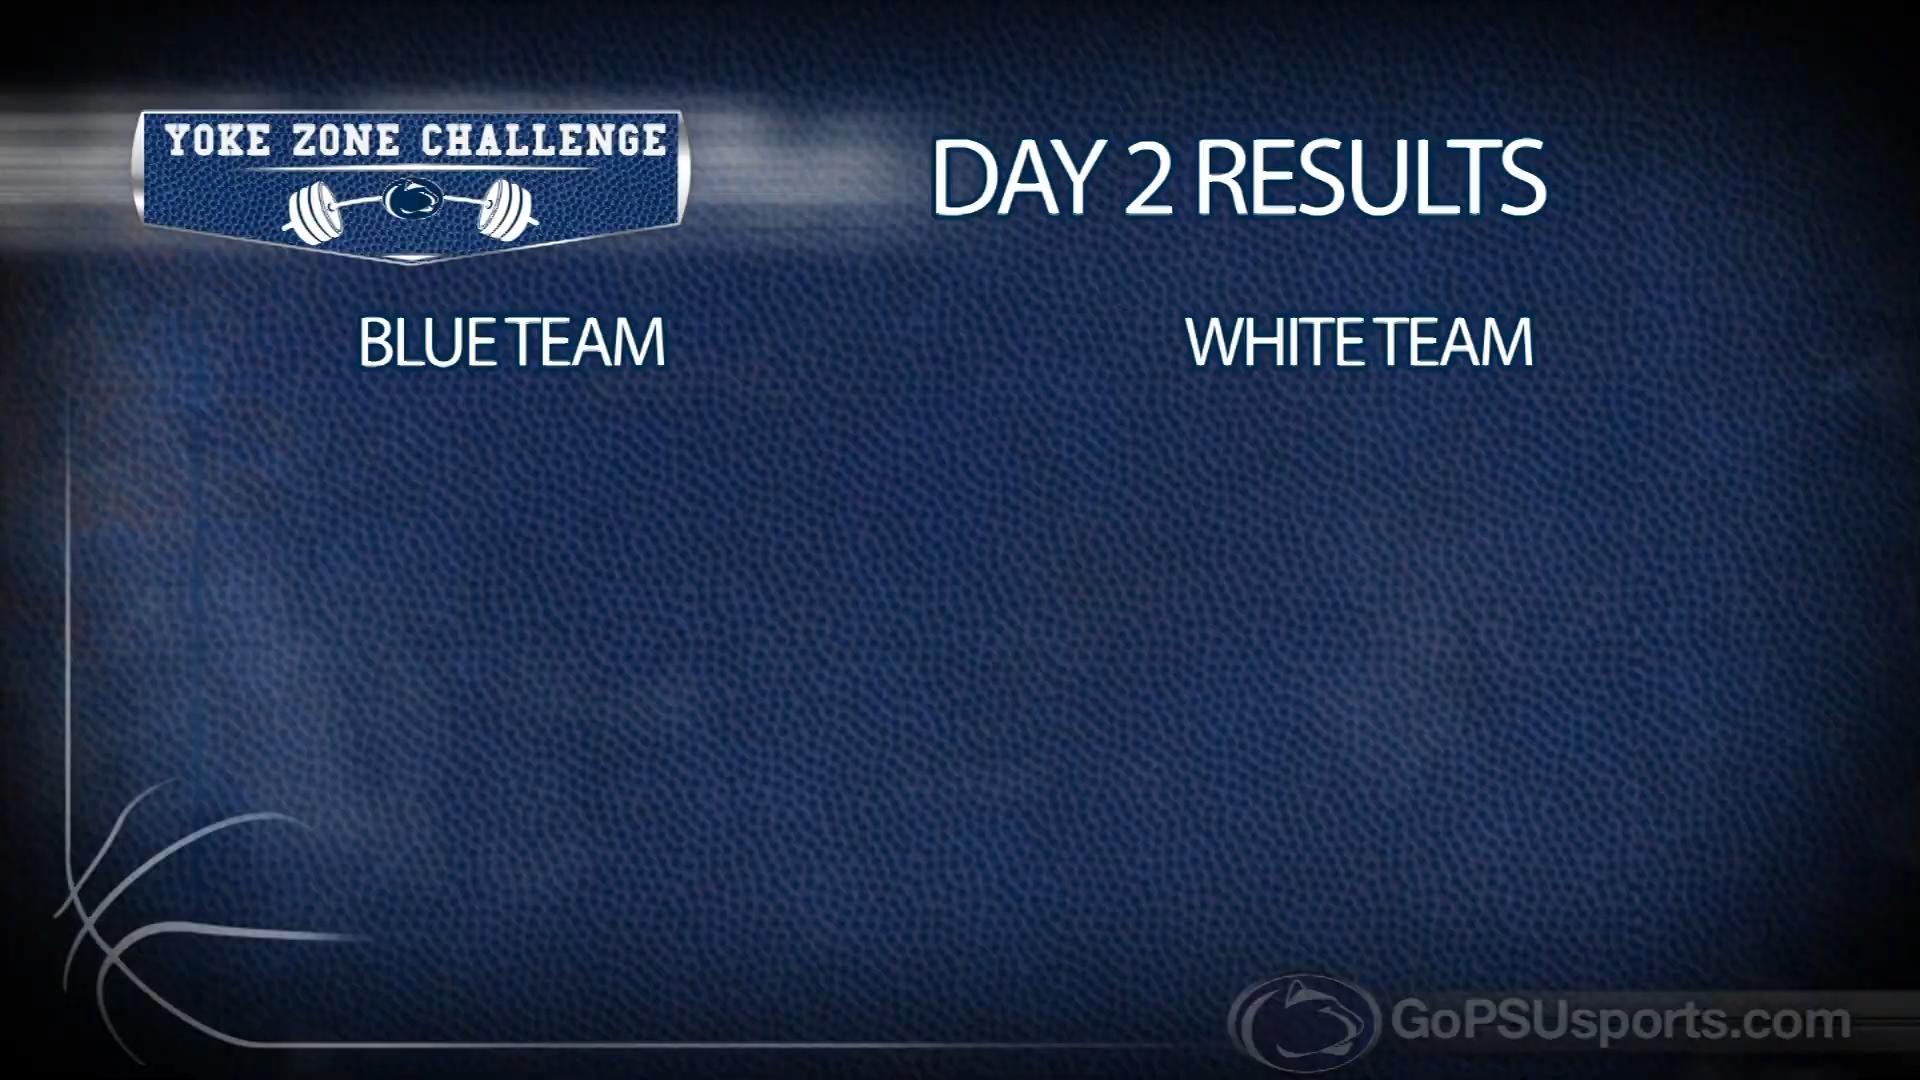 YOKE ZONE CHALLENGE
DAY 2 RESULTS
BLUE TEAM
WHITE TEAM
GoPSUsports.com